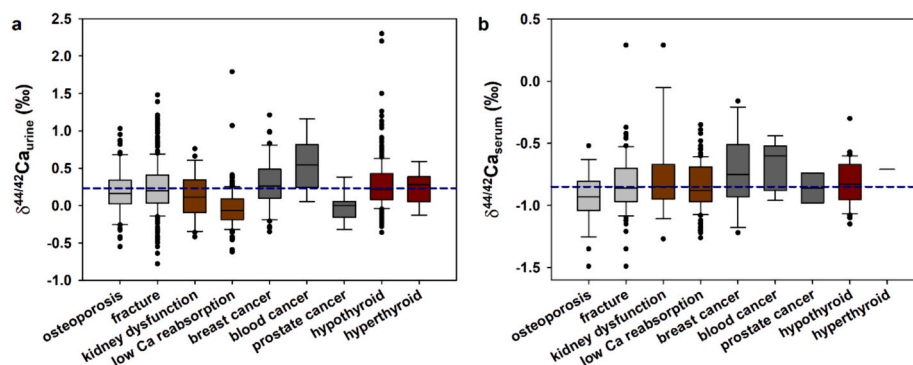 a
δ44/42Caurine (‰)
2.5
2.0
1.5
1.0
0.5
0.0
-0.5
-1.0
osteoporosis
fracture
kidney dysfunction
low Ca reabsorption
breast cancer
blood cancer
prostate cancer
hypothyroid
hyperthyroid
b
δ44/42Caserum (‰)
0.5
0.0
-0.5
-1.0
-1.5
osteoporosis
fracture
kidney dysfunction
low Ca reabsorption
breast cancer
blood cancer
prostate cancer
hypothyroid
hyperthyroid